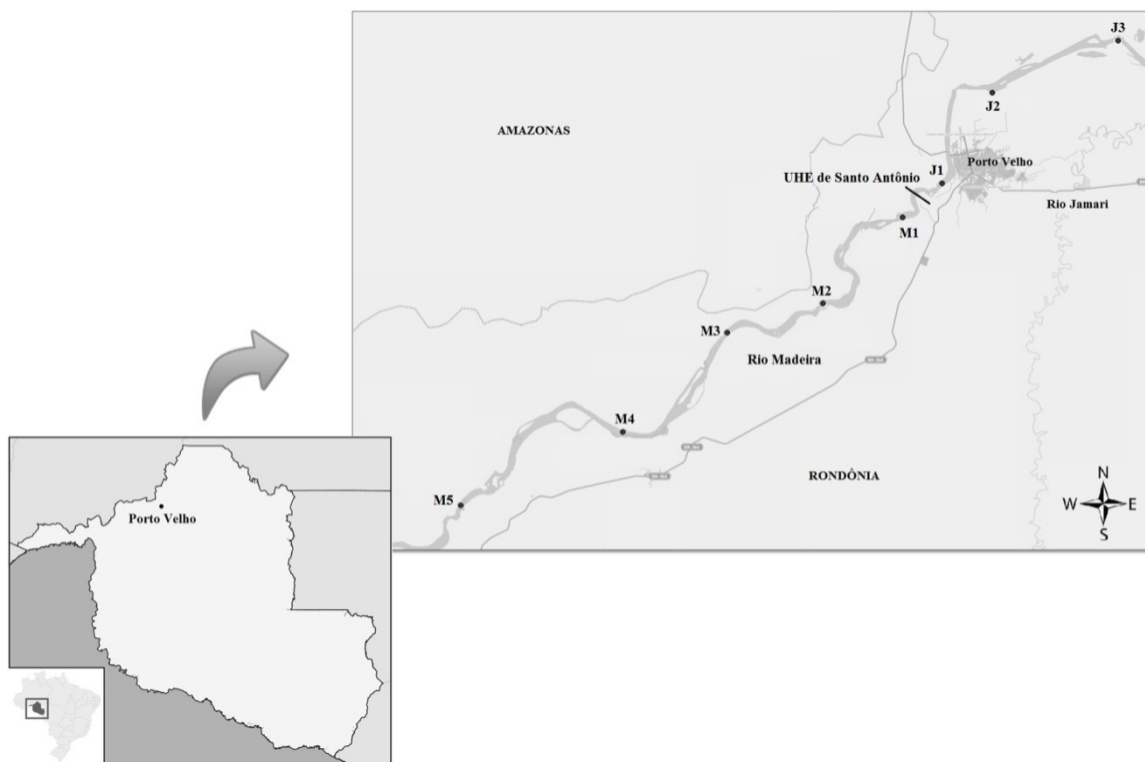 J3
J2
AMAZONAS
Porto Velho
J1
UHE de Santo Antônio
Rio Jamari
M1
M2
M3
Rio Madeira
M4
RONDÔNIA
M5
N
W E
S
Porto Velho